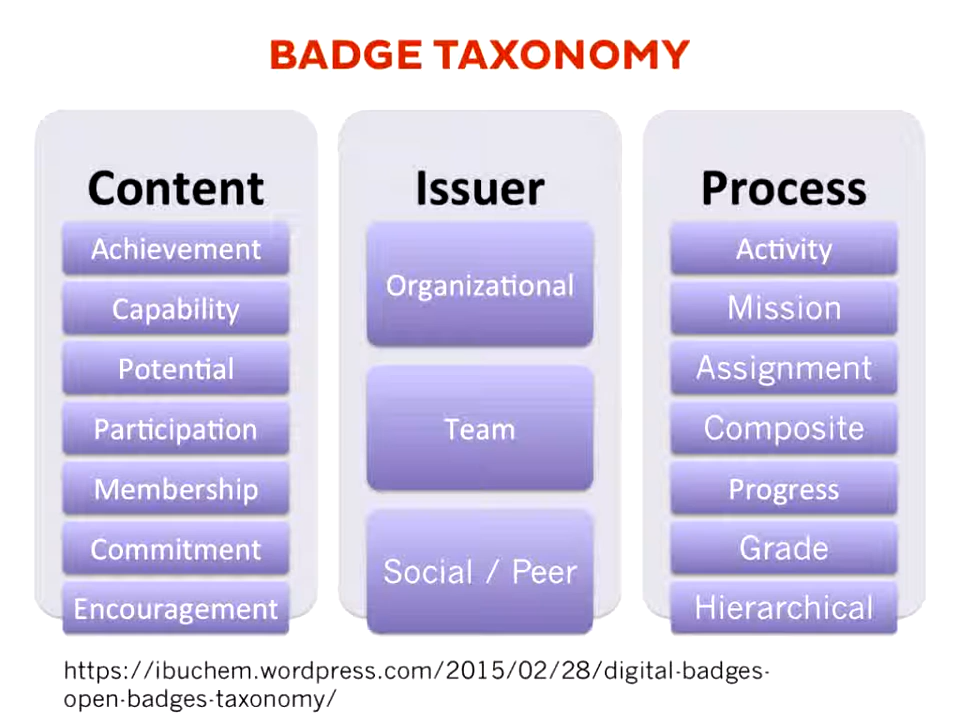 BADGE TAXONOMY
Content
Achievement
Capability
Potential
Participation
Membership
Commitment
Encouragement
Issuer
Organizational
Team
Social / Peer
Process
Activity
Mission
Assignment
Composite
Progress
Grade
Hierarchical
https://ibuchem.wordpress.com/2015/02/28/digital-badges-
open-badges-taxonomy/